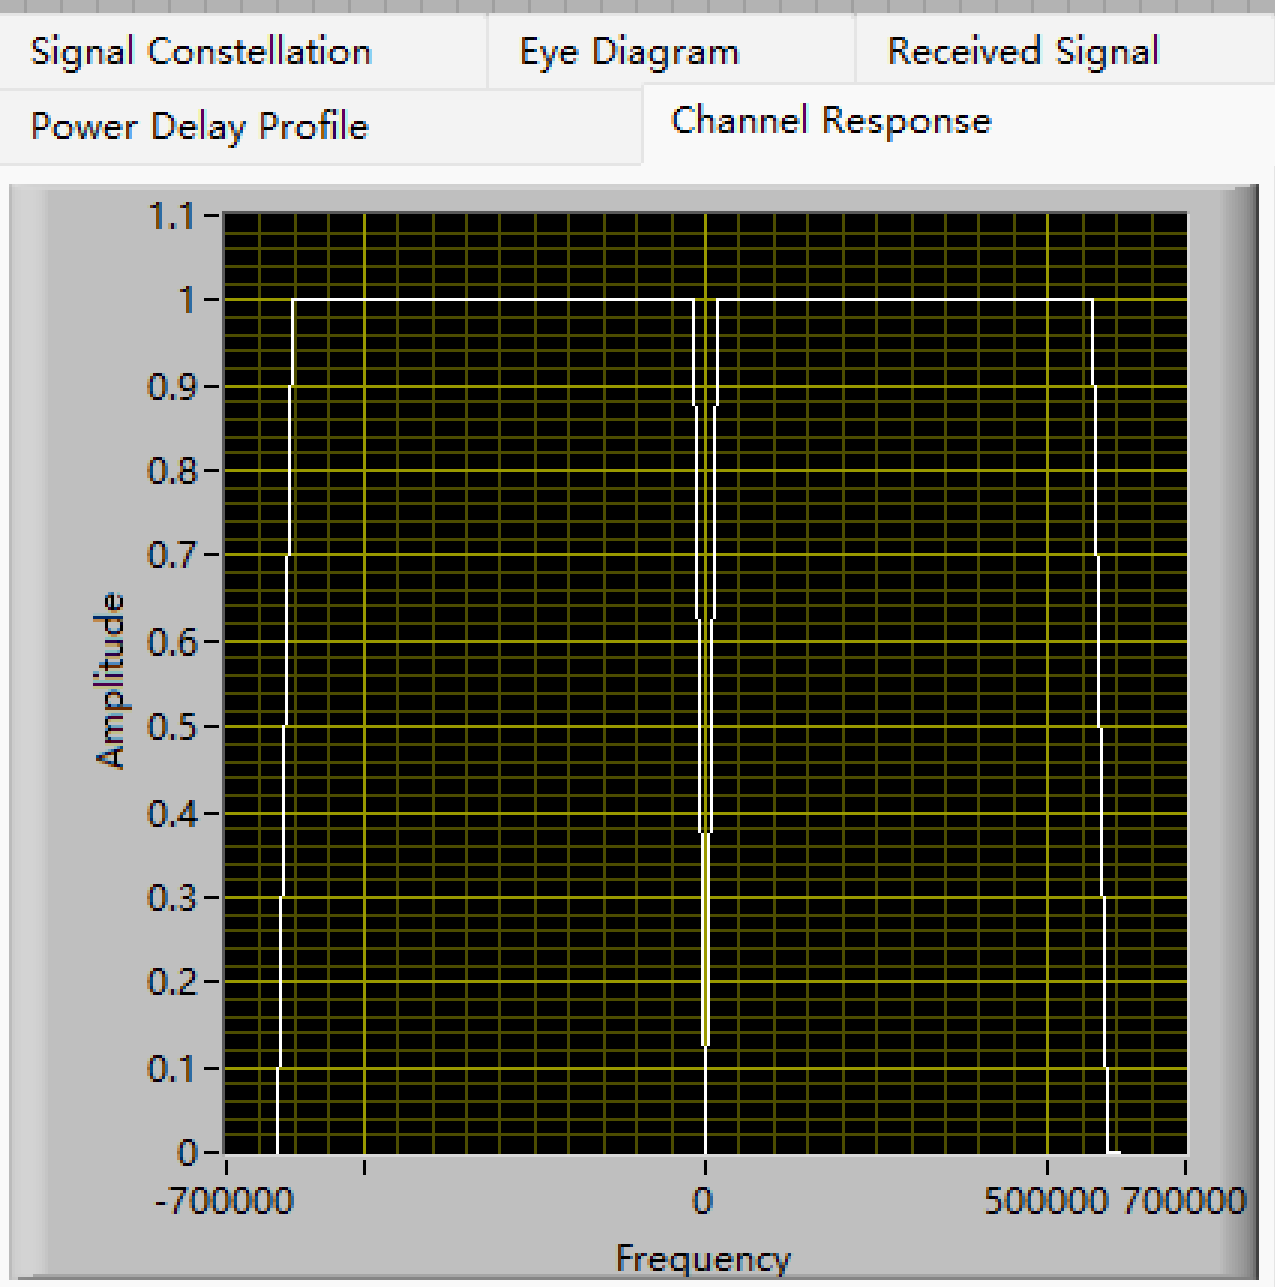 Signal Constellation
Eye Diagram
Received Signal
Power Delay Profile
Channel Response
1.1
1
0.9
0.8
0.7
0.6
0.5
0.4
0.3
0.2
0.1
0
Amplitude
-700000
0
500000
700000
Frequency